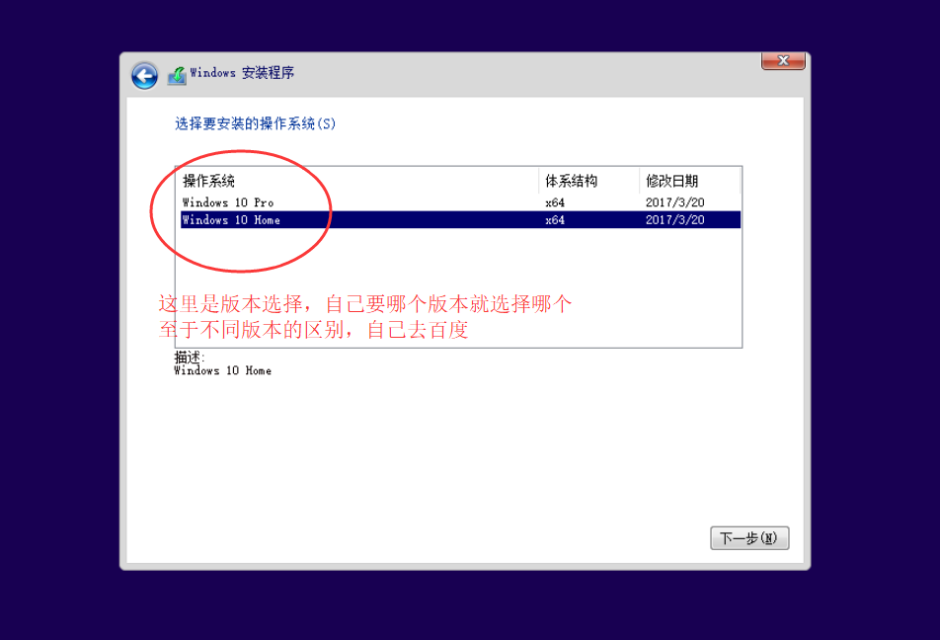 Windows 安装程序
选择要安装的操作系统(S)
操作系统 体系结构 修改日期
Windows 10 Pro x64 2017/3/20
Windows 10 Home x64 2017/3/20
这里是版本选择，自己要哪个版本就选择哪个
至于不同版本的区别，自己去百度
描述:
Windows 10 Home
下一步(N)